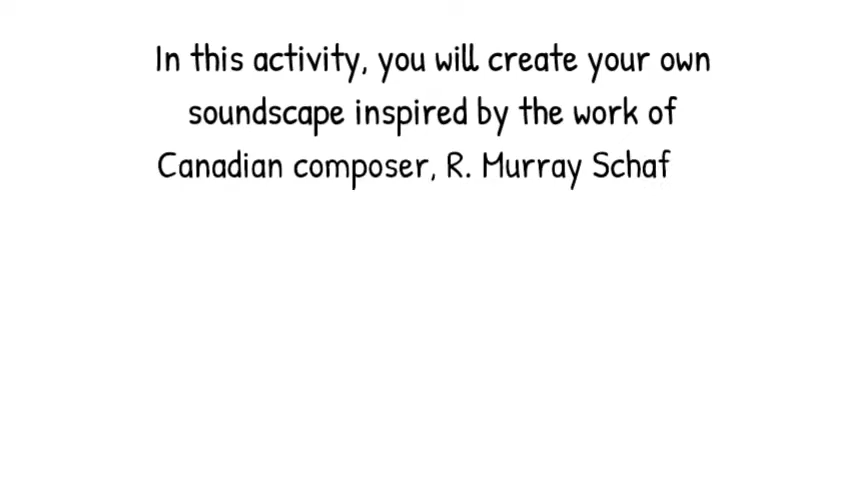 In this activity, you will create your own
soundscape inspired by the work of
Canadian composer, R. Murray Schaf